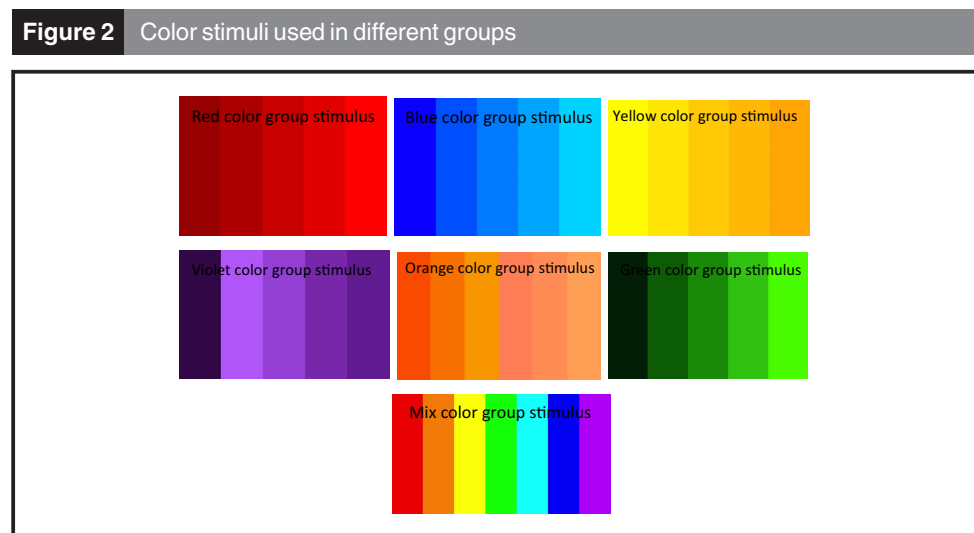 Figure 2 Color stimuli used in different groups
Red color group stimulus
Blue color group stimulus
Yellow color group stimulus
Violet color group stimulus
Orange color group stimulus
Green color group stimulus
Mix color group stimulus